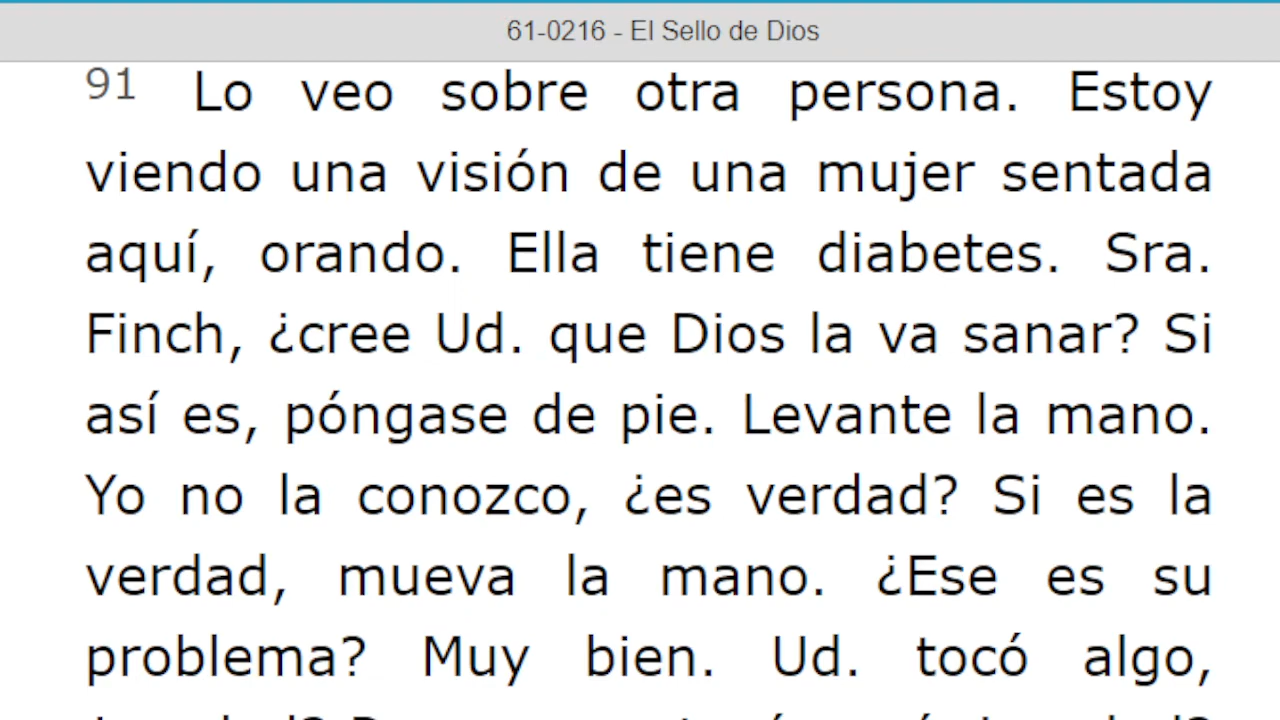 61-0216 - El Sello de Dios
91 Lo veo sobre otra persona. Estoy
viendo una visión de una mujer sentada
aquí, orando. Ella tiene diabetes. Sra.
Finch, ¿cree Ud. que Dios la va sanar? Si
así es, póngase de pie. Levante la mano.
Yo no la conozco, ¿es verdad? Si es la
verdad, mueva la mano. ¿Ese es su
problema? Muy bien. Ud. tocó algo,